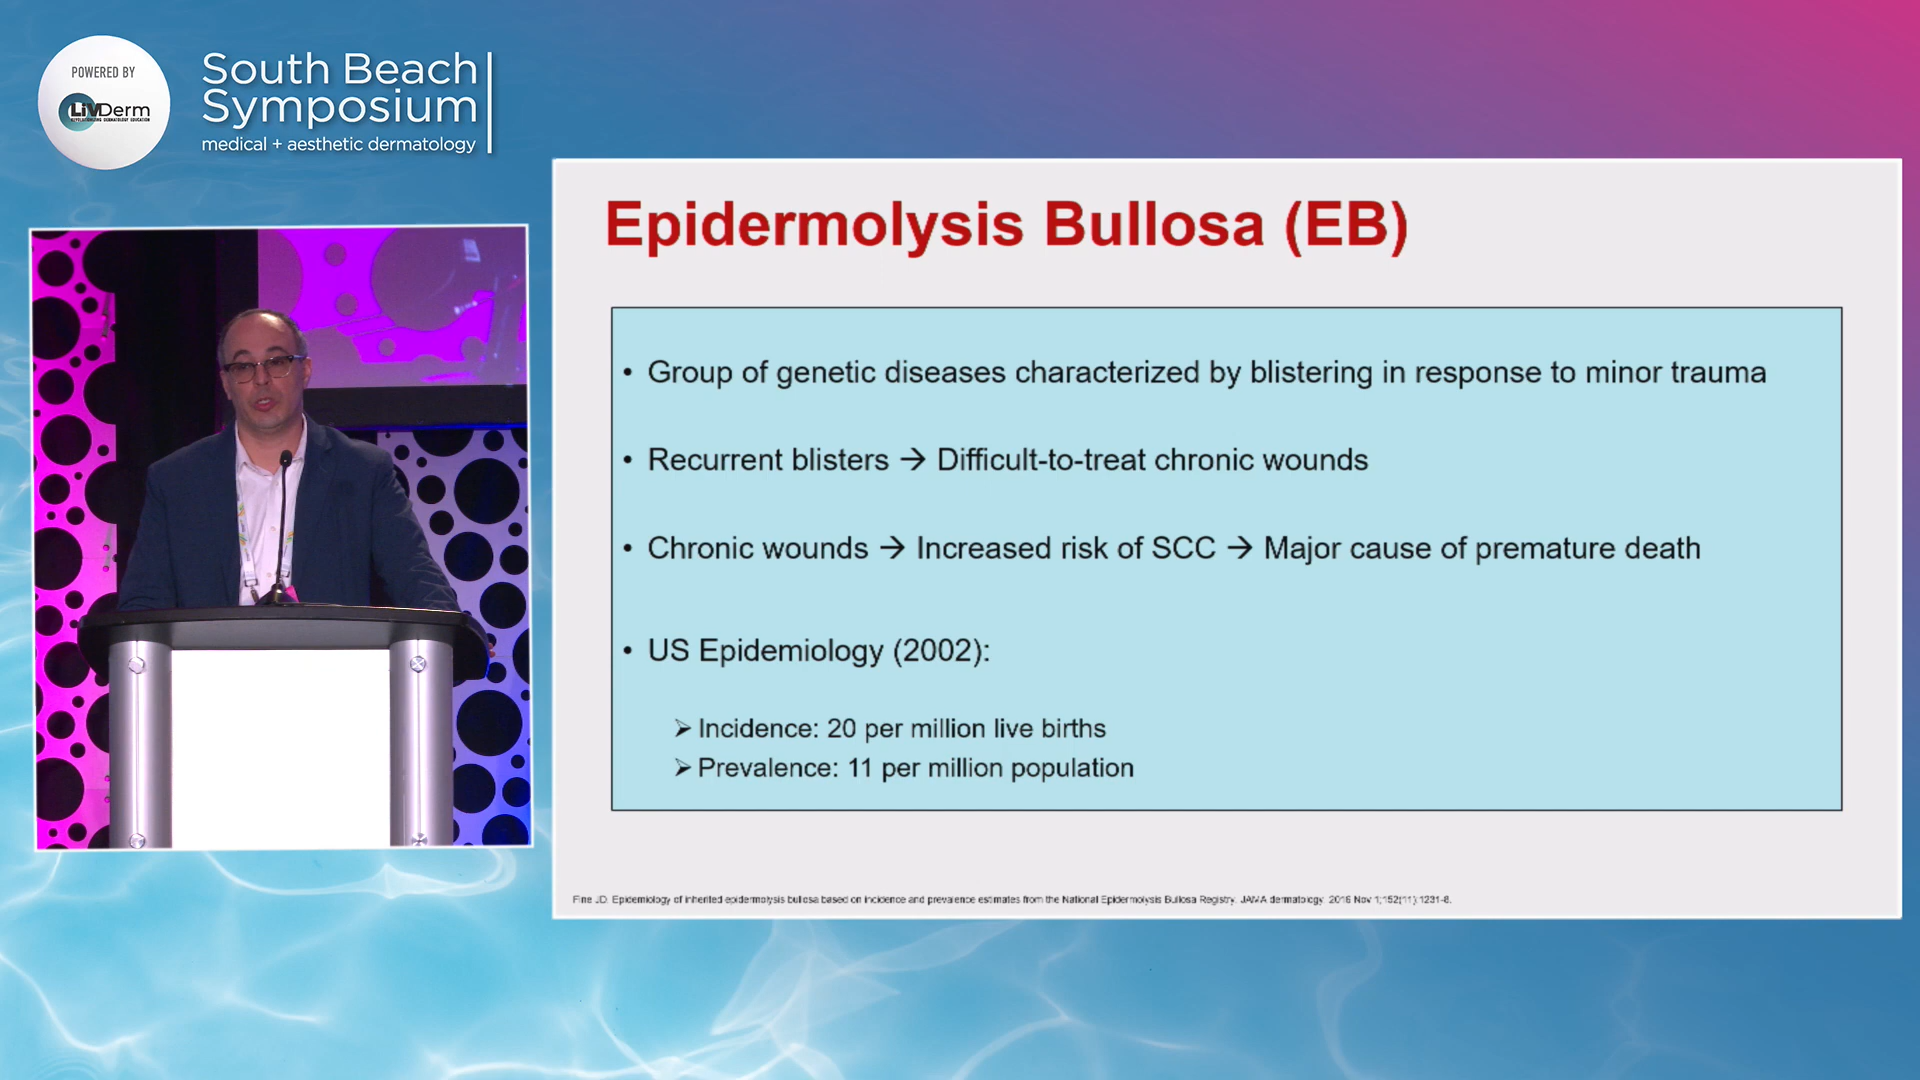 POWERED BY
LiVDerm
REVOLUTIONIZING DERMATOLOGY EDUCATION
South Beach
Symposium
medical + aesthetic dermatology
Epidermolysis Bullosa (EB)
• Group of genetic diseases characterized by blistering in response to minor trauma
• Recurrent blisters → Difficult-to-treat chronic wounds
• Chronic wounds → Increased risk of SCC → Major cause of premature death
• US Epidemiology (2002):
➢ Incidence: 20 per million live births
➢ Prevalence: 11 per million population
Fine JD. Epidemiology of inherited epidermolysis bullosa based on incidence and prevalence estimates from the National Epidermolysis Bullosa Registry. JAMA dermatology. 2016 Nov 1;152(11):1231-8.